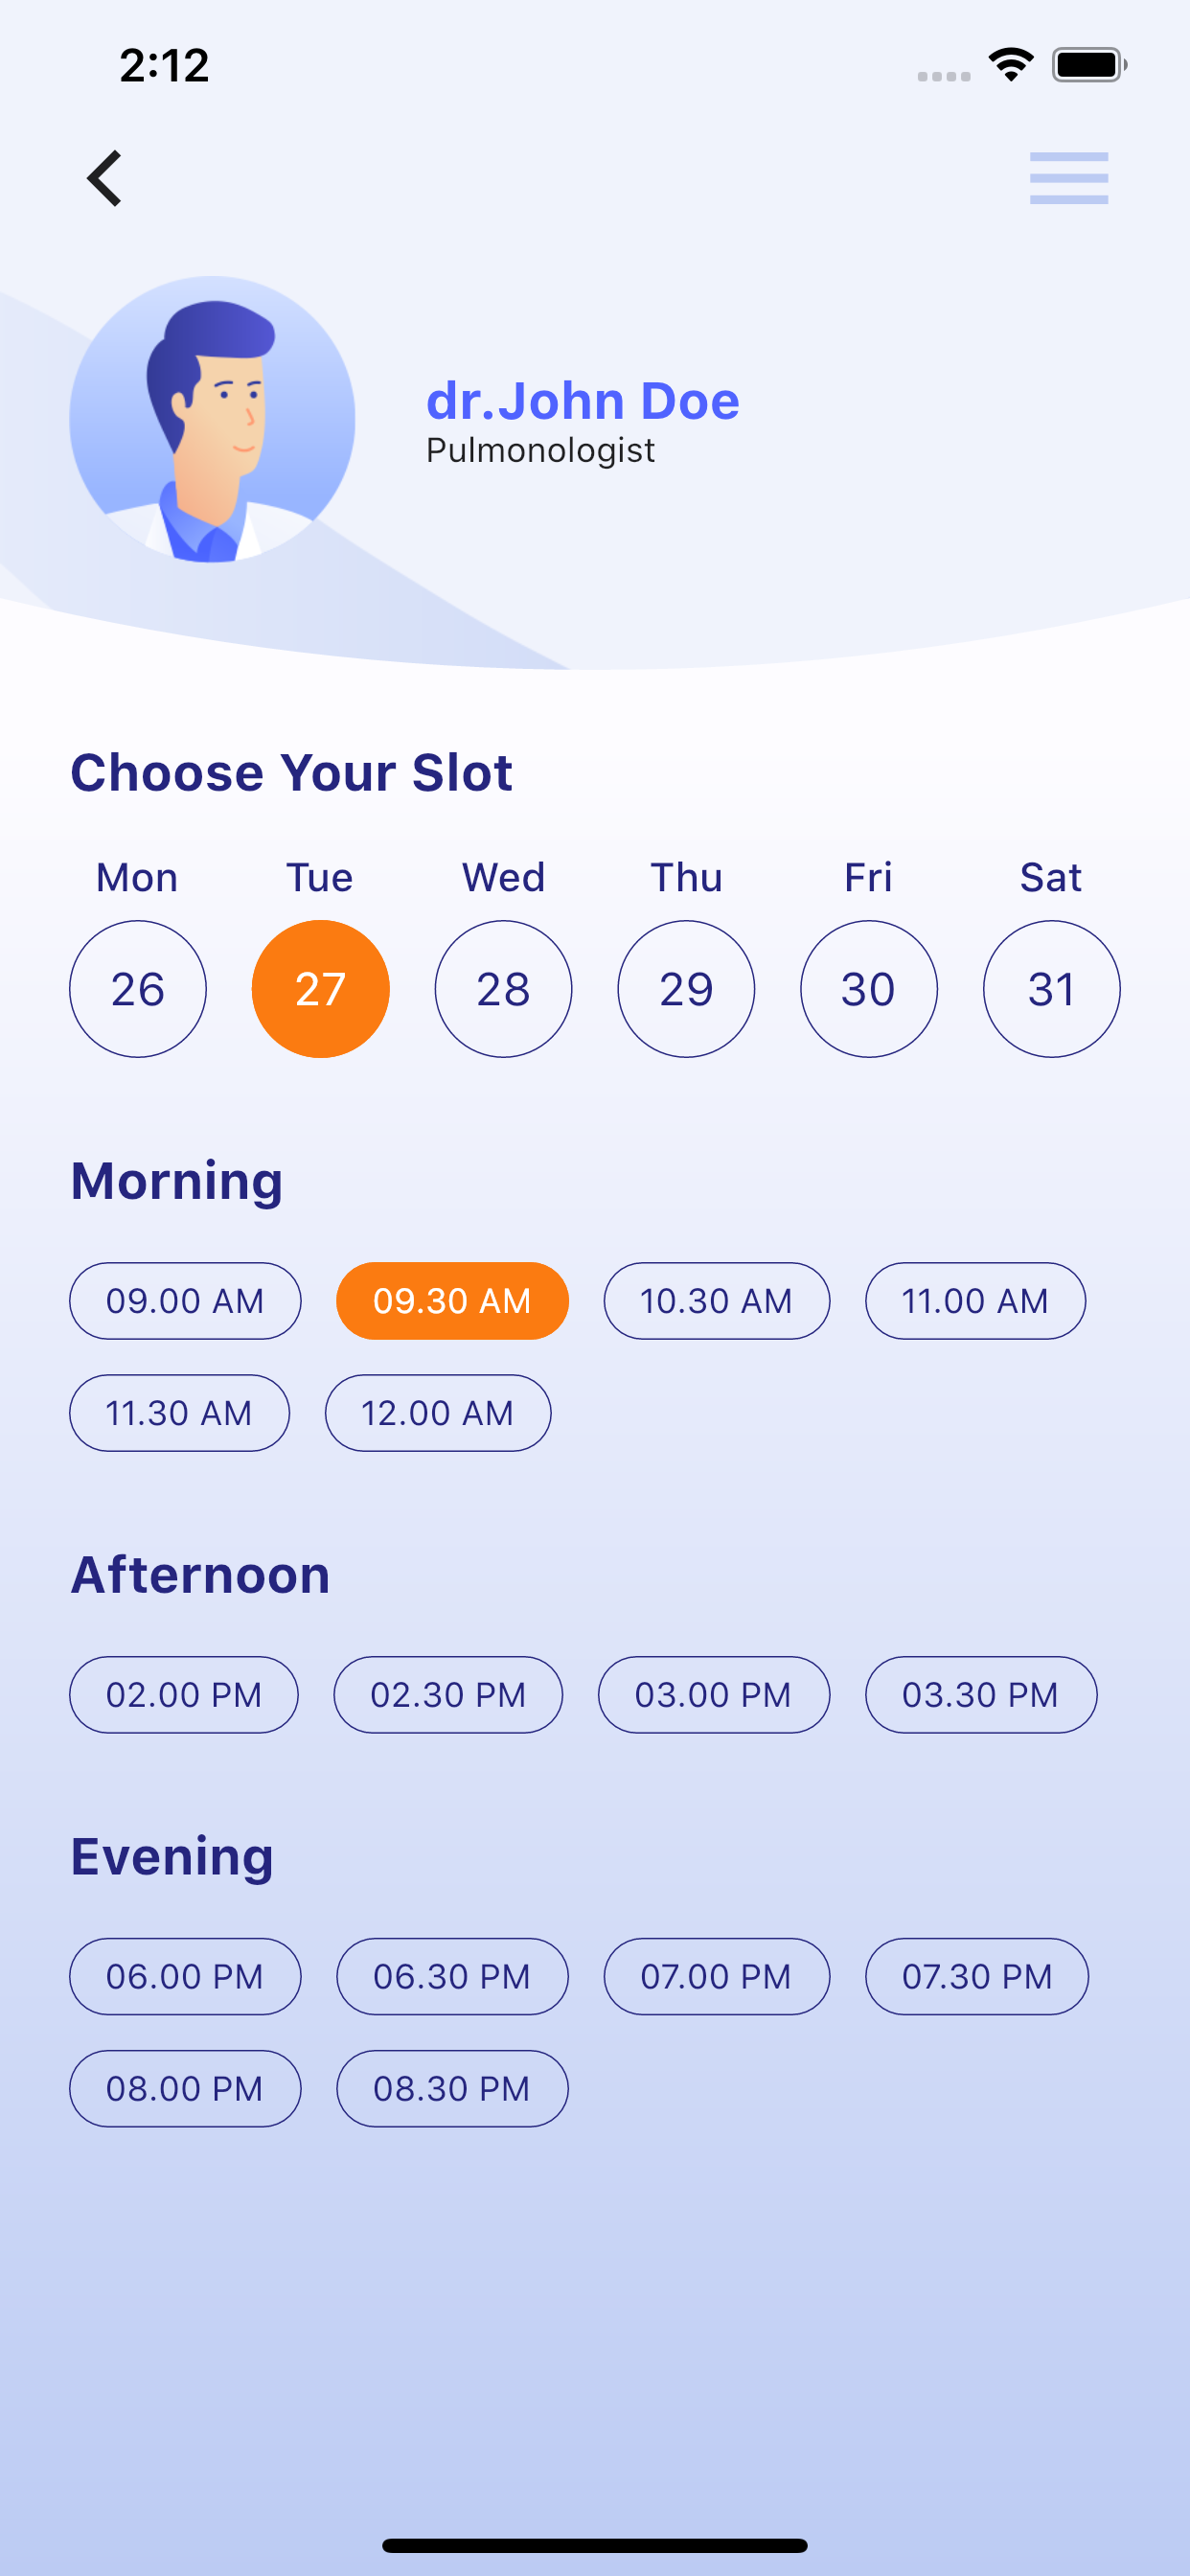 2:12
dr.John Doe
Pulmonologist
Choose Your Slot
Mon Tue Wed Thu Fri Sat
26 27 28 29 30 31
Morning
09.00 AM 09.30 AM 10.30 AM 11.00 AM
11.30 AM 12.00 AM
Afternoon
02.00 PM 02.30 PM 03.00 PM 03.30 PM
Evening
06.00 PM 06.30 PM 07.00 PM 07.30 PM
08.00 PM 08.30 PM